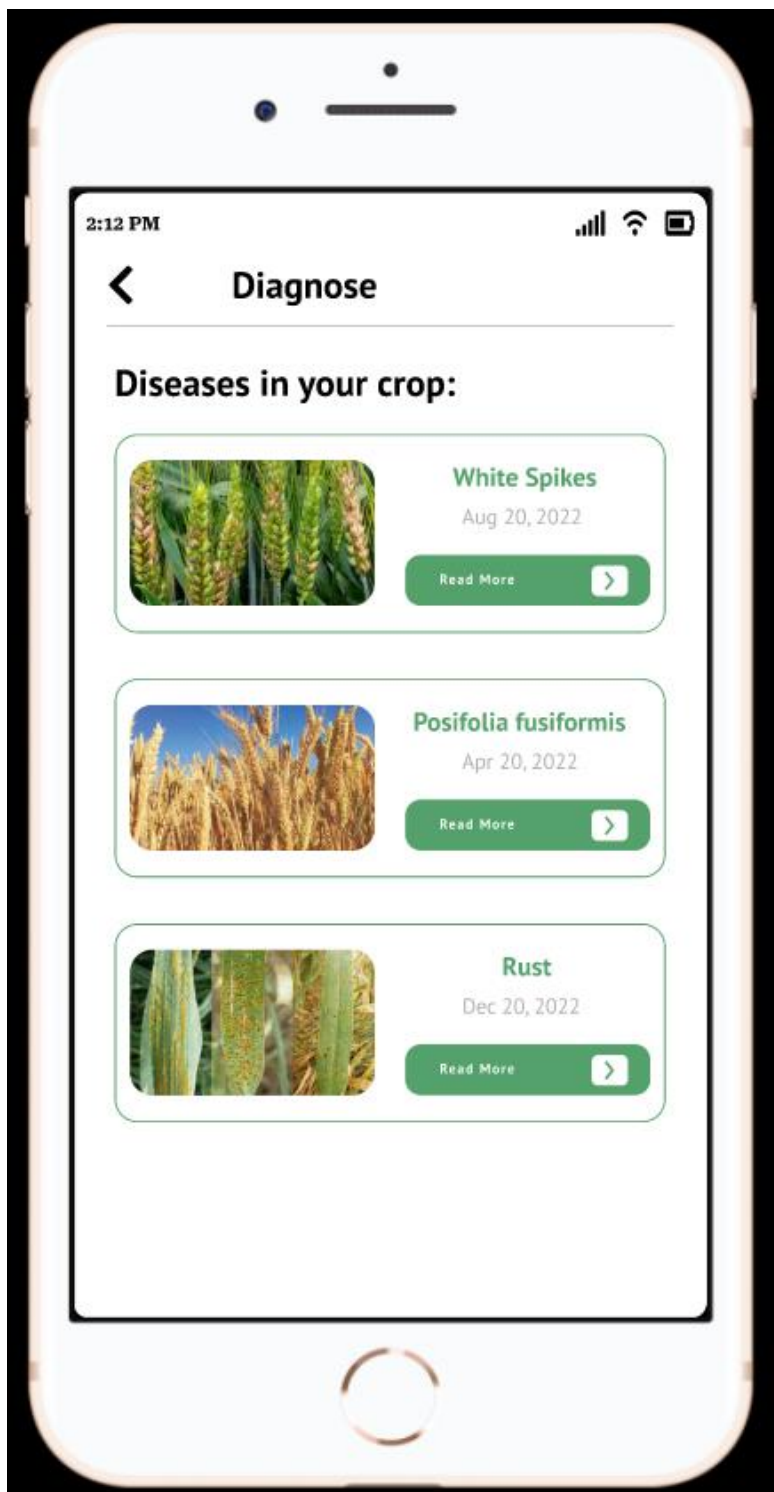 2:12 PM
Diagnose
Diseases in your crop:
White Spikes
Aug 20, 2022
Read More
Posifolia fusiformis
Apr 20, 2022
Read More
Rust
Dec 20, 2022
Read More